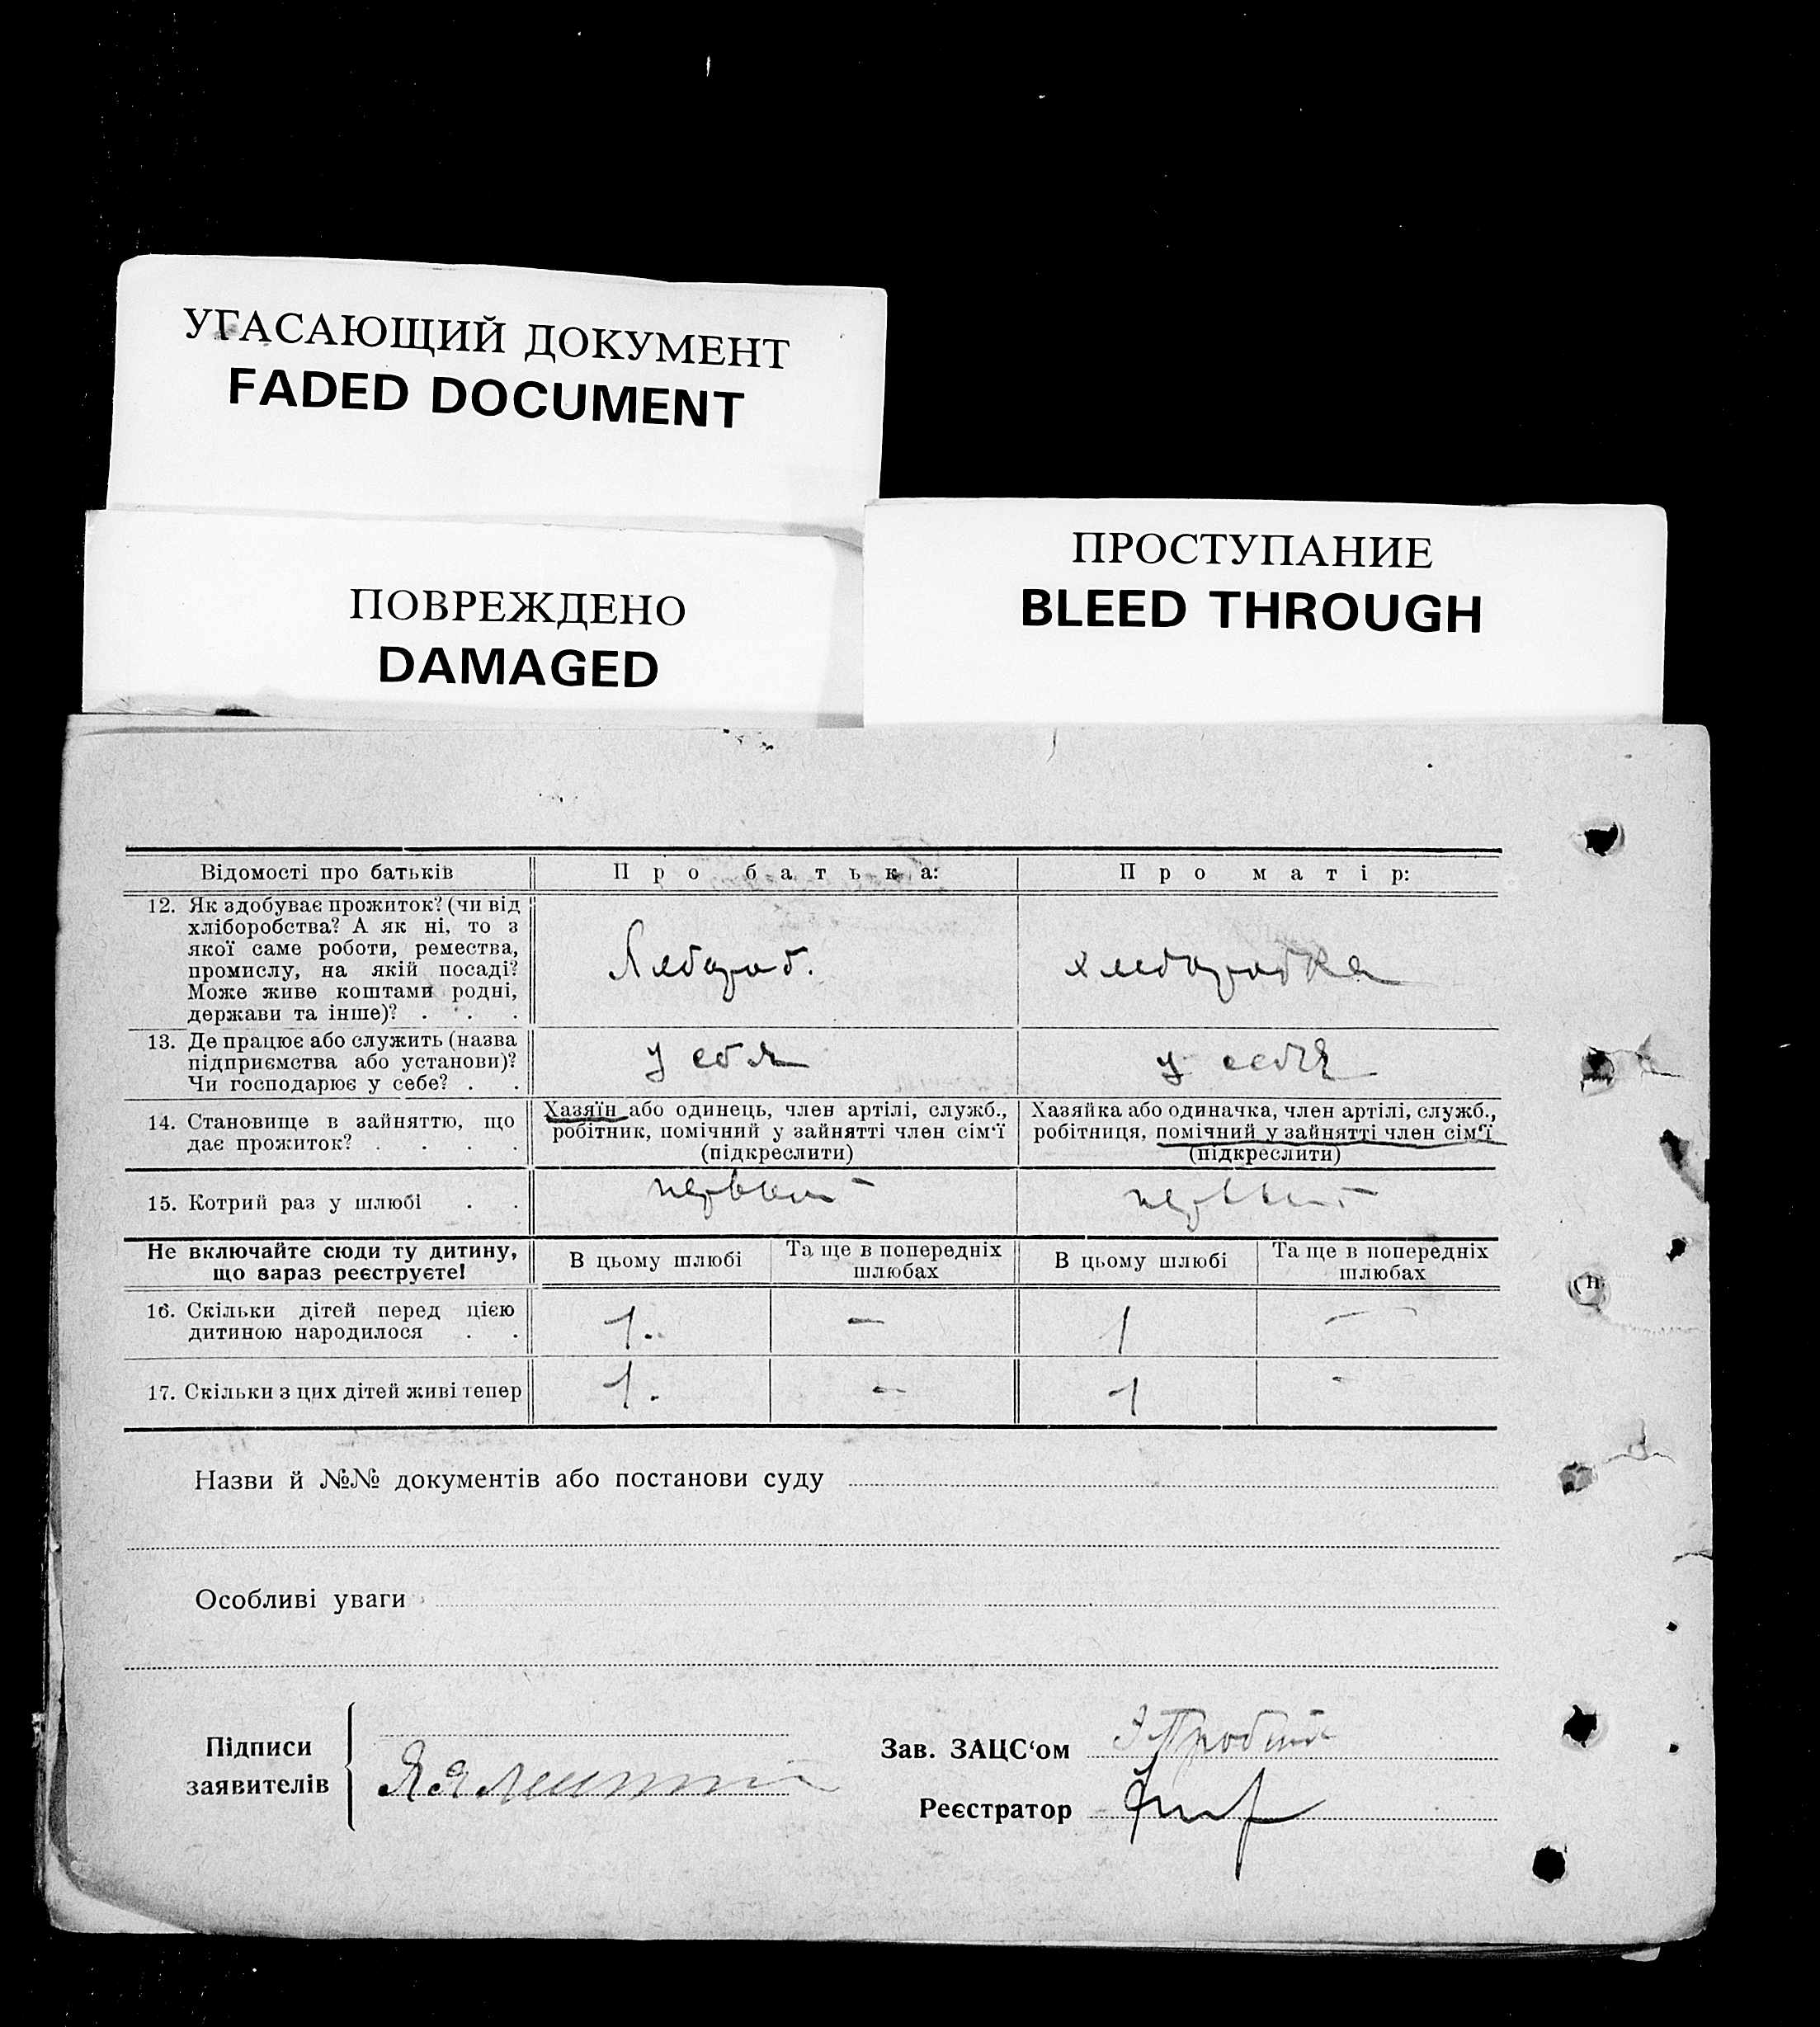 УГАСАЮЩИЙ ДОКУМЕНТ
FADED DOCUMENT
ПОВРЕЖДЕНО
DAMAGED
ПРОСТУПАНИЕ
BLEED THROUGH
Відомості про батьків
Про батька:
Про матір:
12. Як здобуває прожиток? (чи від
хліборобства? А як ні, то з
якої саме роботи, ремества,
промислу, на якій посаді?
Може живе коштами родні,
держави та інше)? . . .
хлебороб.
хлеборобка
13. Де працює або служить (назва
підприємства або установи)?
Чи господарює у себе? . .
у себя
у себя
14. Становище в зайняттю, що
дає прожиток? . . . .
Хазяїн або одинець, член артілі, служб.,
робітник, помічний у зайнятті член сім'ї
(підкреслити)
Хазяйка або одиначка, член артілі, служб.,
робітниця, помічний у зайнятті член сім'ї
(підкреслити)
15. Котрий раз у шлюбі . .
первый
первый
Не включайте сюди ту дитину,
що зараз реєструєте!
В цьому шлюбі
Та ще в попередніх
шлюбах
В цьому шлюбі
Та ще в попередніх
шлюбах
16. Скільки дітей перед цією
дитиною народилося . .
1. — 1 —
17. Скільки з цих дітей живі тепер
1. — 1 -
Назви й №№ документів або постанови суду
Особливі уваги
Підписи
заявителів
Зав. ЗАЦС'ом
Реєстратор